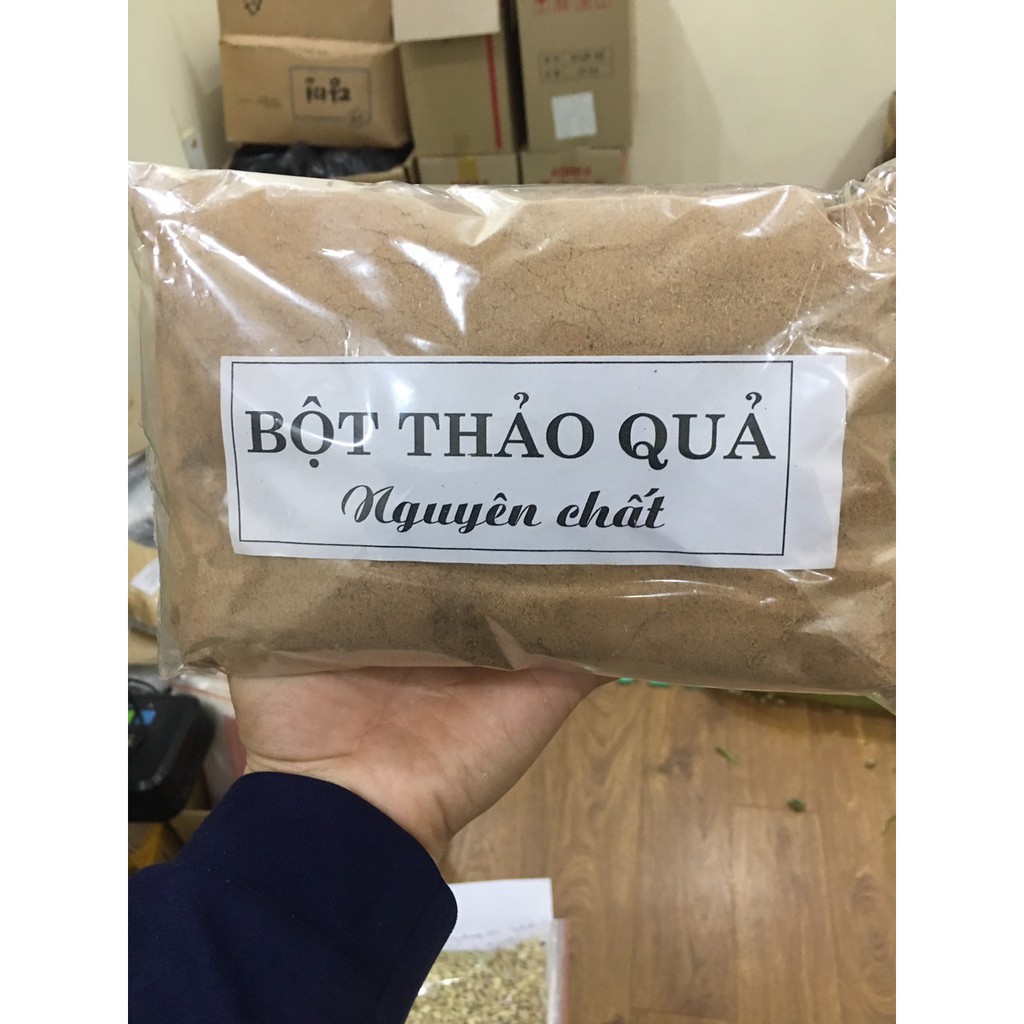 BỘT THẢO QUẢ
Nguyên chất